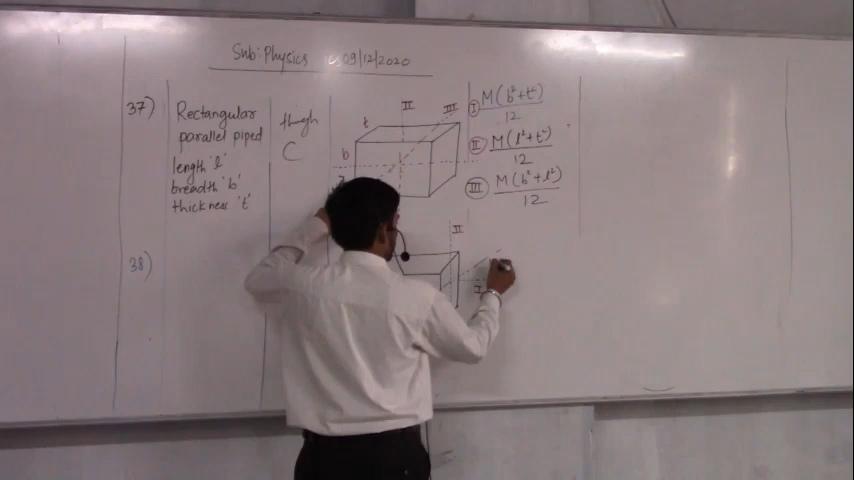 Sub: Physics 09/12/2020
37) Rectangular
parallel piped
length 'l'
breadth 'b'
thickness 't'
through
C
t
II
III
b
I M(b²+t²)/12
II M(l²+t²)/12
III M(b²+l²)/12
38)
II
I